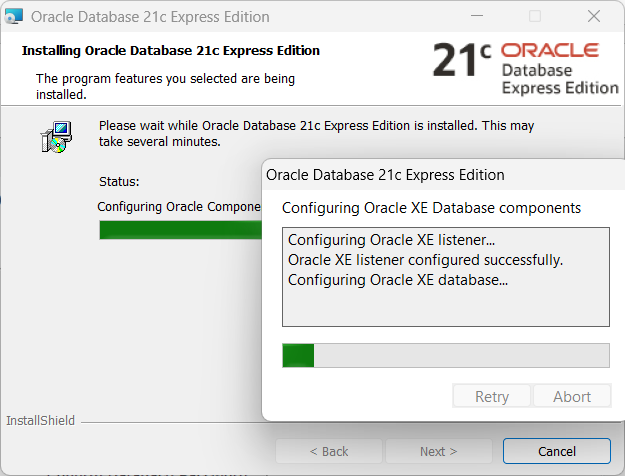 Oracle Database 21c Express Edition
Installing Oracle Database 21c Express Edition
The program features you selected are being
installed.
21c ORACLE
Database
Express Edition
Please wait while Oracle Database 21c Express Edition is installed. This may
take several minutes.
Status:
Configuring Oracle Compone
Oracle Database 21c Express Edition
Configuring Oracle XE Database components
Configuring Oracle XE listener...
Oracle XE listener configured successfully.
Configuring Oracle XE database...
Retry
Abort
InstallShield
< Back
Next >
Cancel